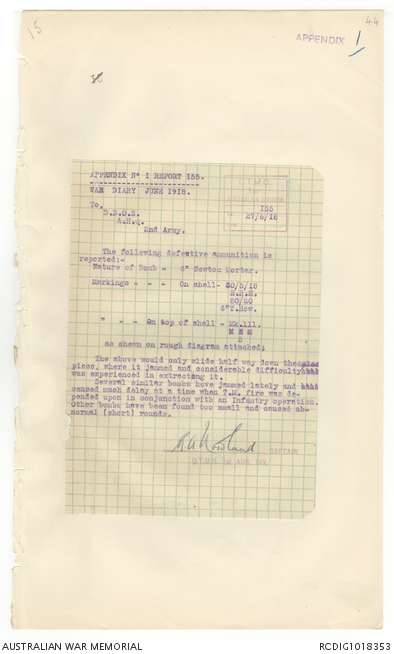 15
44
APPENDIX 1
APPENDIX No 1 REPORT 155.
WAR DIARY JUNE 1918.
155
27/6/18
To,
D.D.O.S.
A.H.Q.
2nd Army.
The following defective ammunition is
reported:-
Nature of Bomb - 6" Newton Mortar.
Markings - - - On shell- 30/5/18
80/20
6"T.How.
" - - On top of shell - Mk.111.
M H M
as shown on rough diagram attached;
The above would only slide half way down the
piece, where it jammed and considerable difficulty
was experienced in extracting it.
Several similar bombs have jammed lately and
caused much delay at a time when T.M. fire was de-
pended upon in conjunction with an Infantry operation.
Other bombs have been found too small and caused ab-
normal (short) rounds.
CAPTAIN
AUSTRALIAN WAR MEMORIAL
RCDIG1018353